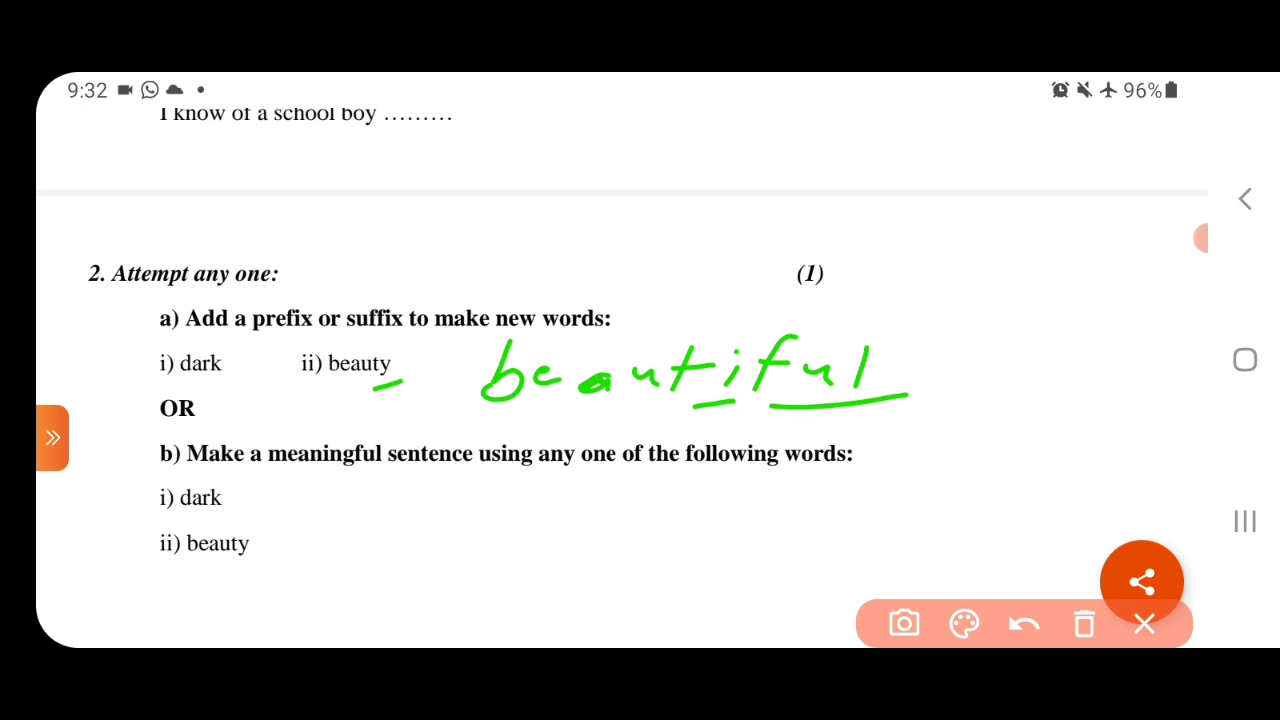 9:32 96%
I know of a school boy .........
2. Attempt any one: (1)
a) Add a prefix or suffix to make new words:
i) dark ii) beauty beautiful
OR
b) Make a meaningful sentence using any one of the following words:
i) dark
ii) beauty